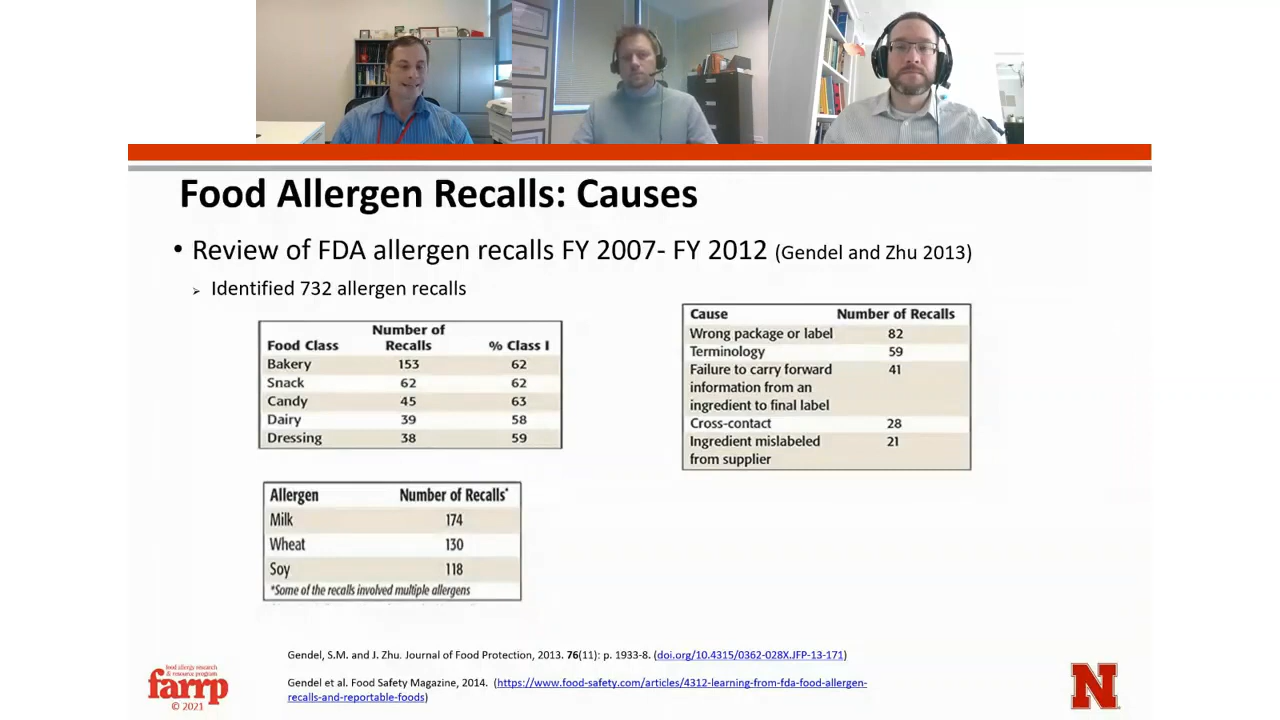 Food Allergen Recalls: Causes
• Review of FDA allergen recalls FY 2007- FY 2012 (Gendel and Zhu 2013)
➢ Identified 732 allergen recalls
Food Class Number of Recalls % Class I
Bakery 153 62
Snack 62 62
Candy 45 63
Dairy 39 58
Dressing 38 59
Cause Number of Recalls
Wrong package or label 82
Terminology 59
Failure to carry forward 41
information from an
ingredient to final label
Cross-contact 28
Ingredient mislabeled 21
from supplier
Allergen Number of Recalls*
Milk 174
Wheat 130
Soy 118
*Some of the recalls involved multiple allergens
Gendel, S.M. and J. Zhu. Journal of Food Protection, 2013. 76(11): p. 1933-8. (doi.org/10.4315/0362-028X.JFP-13-171)
Gendel et al. Food Safety Magazine, 2014. (https://www.food-safety.com/articles/4312-learning-from-fda-food-allergen-
recalls-and-reportable-foods)
food allergy research
& resource program
farrp
© 2021
N